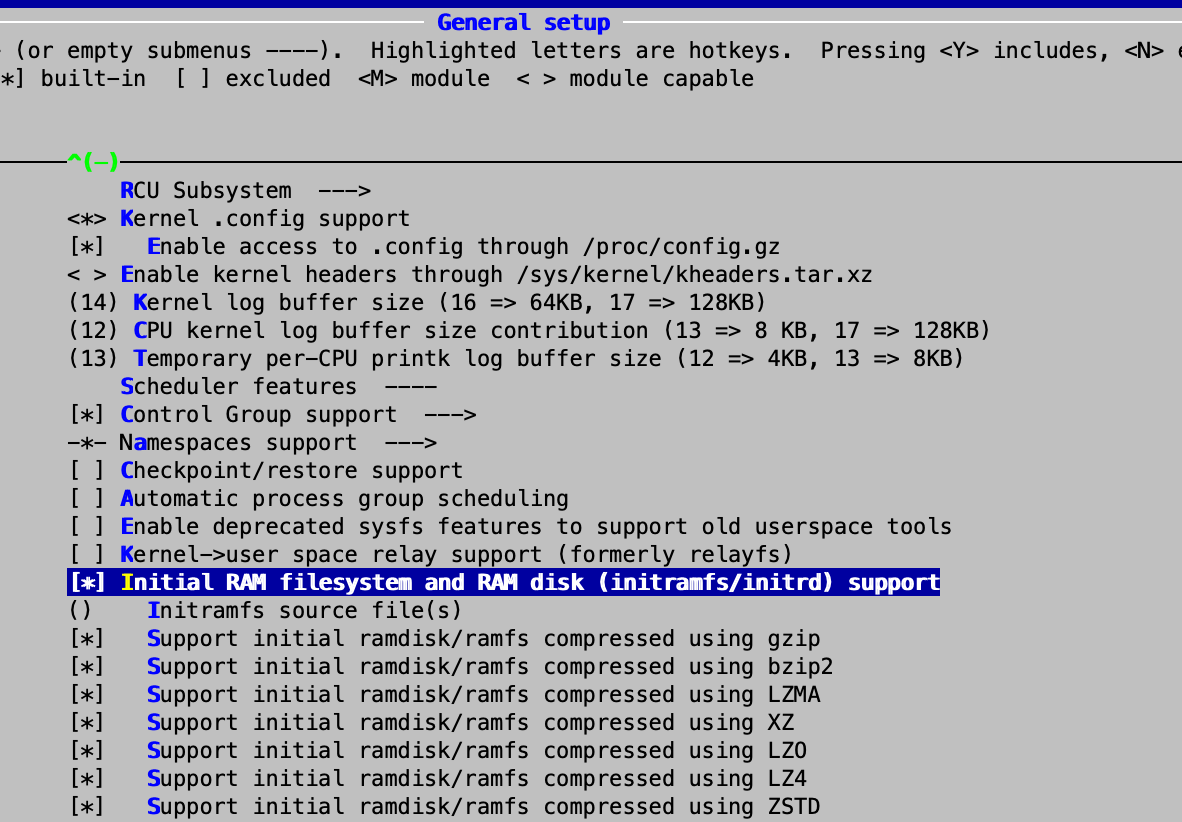 General setup
(or empty submenus ----).  Highlighted letters are hotkeys.  Pressing <Y> includes, <N>
*] built-in  [ ] excluded  <M> module  < > module capable
^(-)
RCU Subsystem  --->
<*> Kernel .config support
[*]   Enable access to .config through /proc/config.gz
< > Enable kernel headers through /sys/kernel/kheaders.tar.xz
(14) Kernel log buffer size (16 => 64KB, 17 => 128KB)
(12) CPU kernel log buffer size contribution (13 => 8 KB, 17 => 128KB)
(13) Temporary per-CPU printk log buffer size (12 => 4KB, 13 => 8KB)
Scheduler features  ----
[*] Control Group support  --->
-*- Namespaces support  --->
[ ] Checkpoint/restore support
[ ] Automatic process group scheduling
[ ] Enable deprecated sysfs features to support old userspace tools
[ ] Kernel->user space relay support (formerly relayfs)
[*] Initial RAM filesystem and RAM disk (initramfs/initrd) support
()    Initramfs source file(s)
[*]   Support initial ramdisk/ramfs compressed using gzip
[*]   Support initial ramdisk/ramfs compressed using bzip2
[*]   Support initial ramdisk/ramfs compressed using LZMA
[*]   Support initial ramdisk/ramfs compressed using XZ
[*]   Support initial ramdisk/ramfs compressed using LZO
[*]   Support initial ramdisk/ramfs compressed using LZ4
[*]   Support initial ramdisk/ramfs compressed using ZSTD